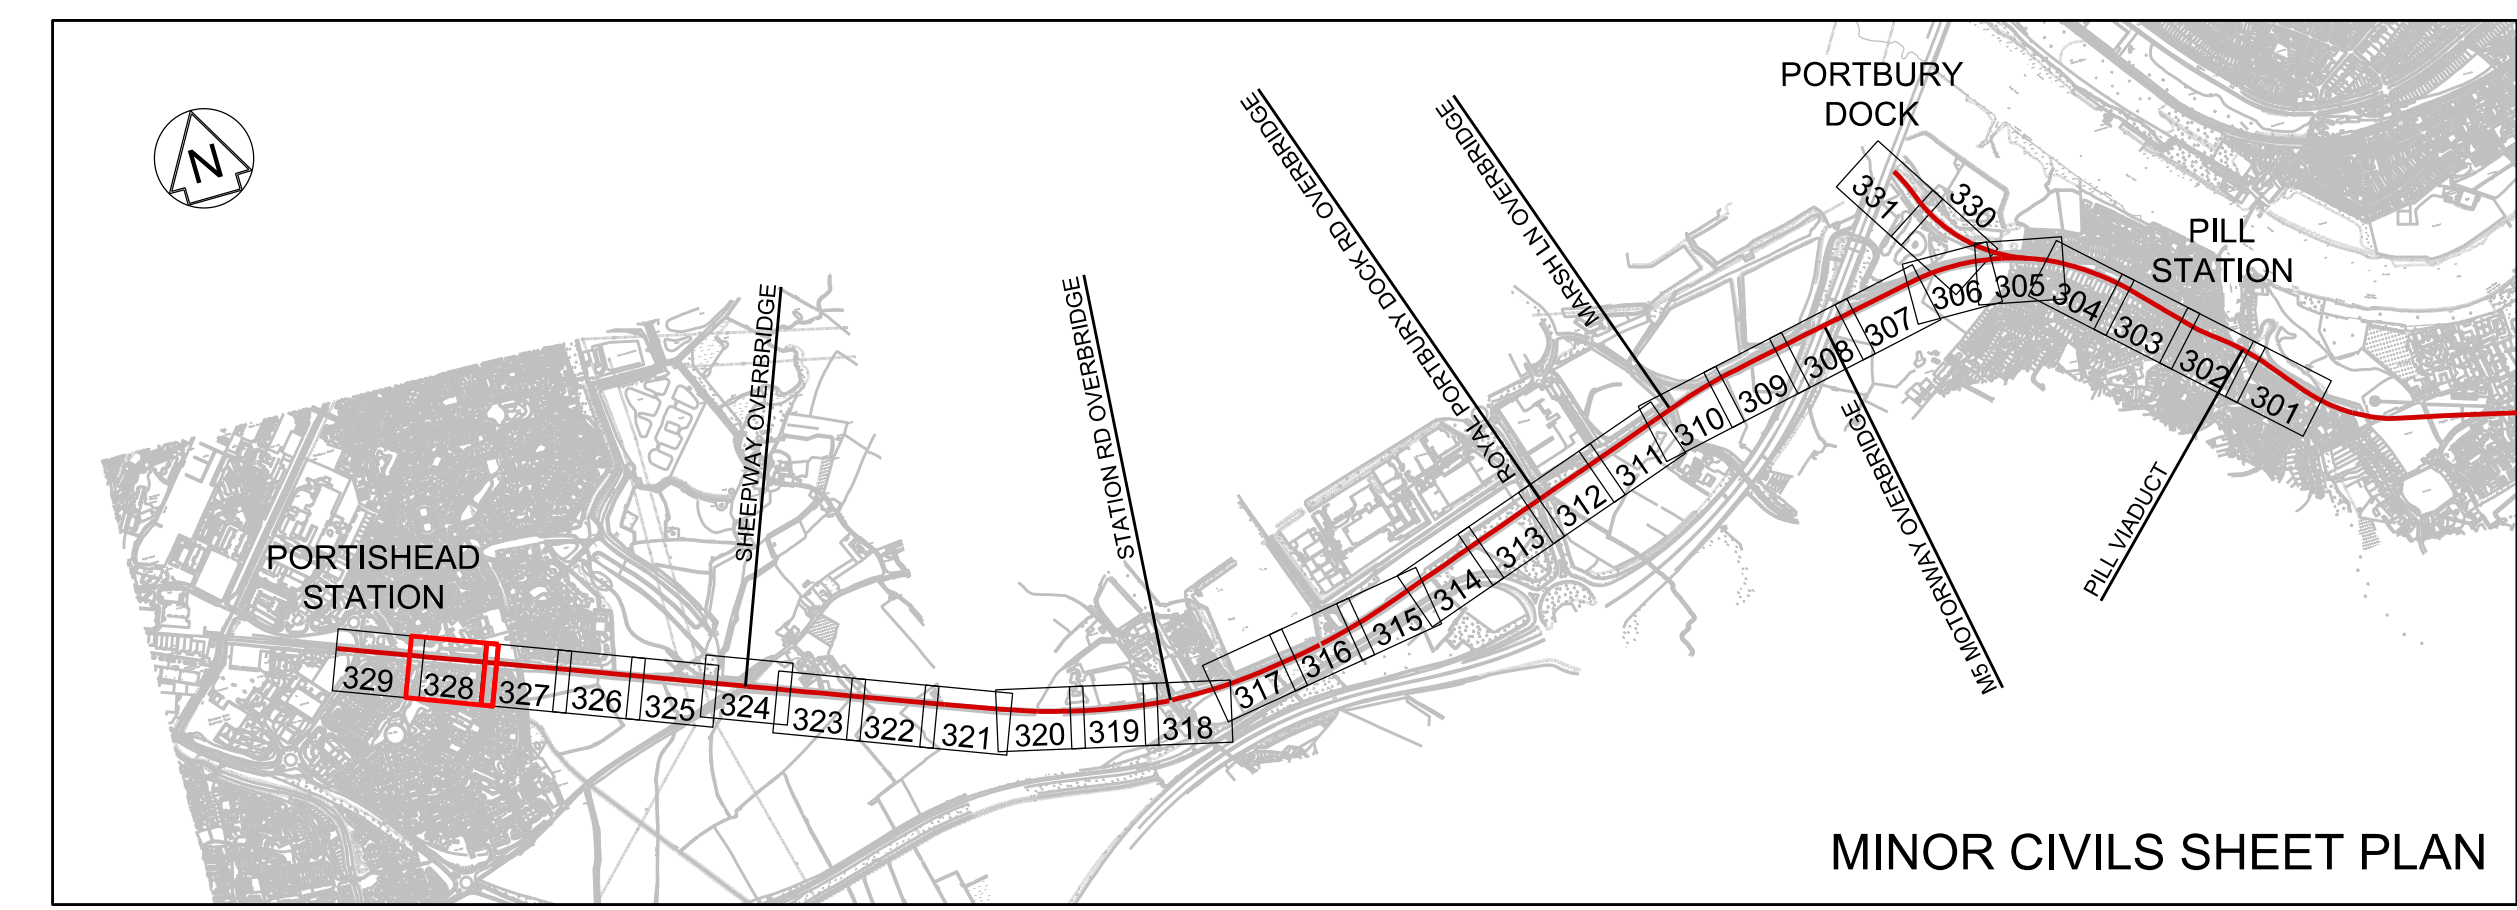 N
PORTBURY
DOCK
PILL
STATION
PORTISHEAD
STATION
SHEEPWAY OVERBRIDGE
STATION RD OVERBRIDGE
ROYAL PORTBURY DOCK RD OVERBRIDGE
MARSH LN OVERBRIDGE
M5 MOTORWAY OVERBRIDGE
PILL VIADUCT
329
328
327
326
325
324
323
322
321
320
319
318
317
316
315
314
313
312
311
310
309
308
307
306
305
304
303
302
301
331
330
MINOR CIVILS SHEET PLAN